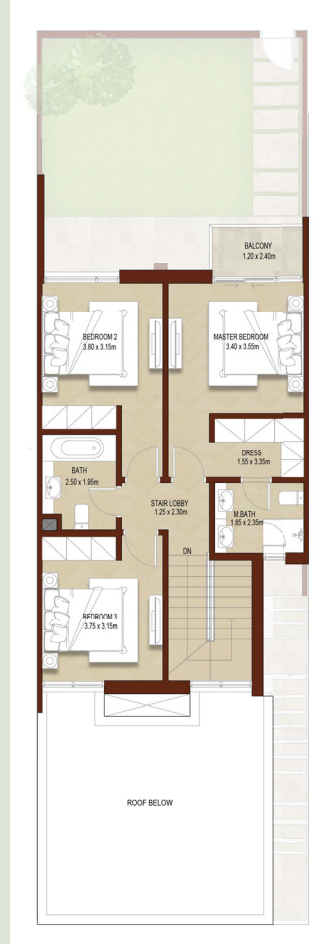 BALCONY
1.20 x 2.40m
BEDROOM 2
3.60 x 3.15m
MASTER BEDROOM
3.40 x 3.55m
DRESS
1.55 x 3.35m
BATH
2.50 x 1.95m
STAIR LOBBY
1.25 x 2.30m
M.BATH
1.85 x 2.35m
DN
BEDROOM 3
3.75 x 3.15m
ROOF BELOW